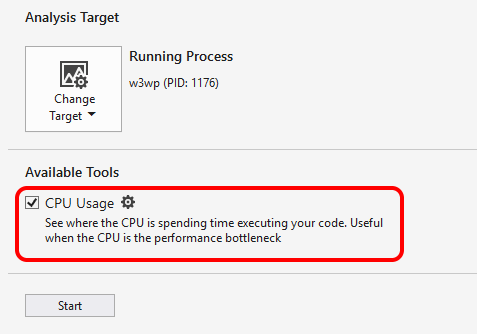 Analysis Target
Change
Target
Running Process
w3wp (PID: 1176)
Available Tools
CPU Usage
See where the CPU is spending time executing your code. Useful
when the CPU is the performance bottleneck
Start